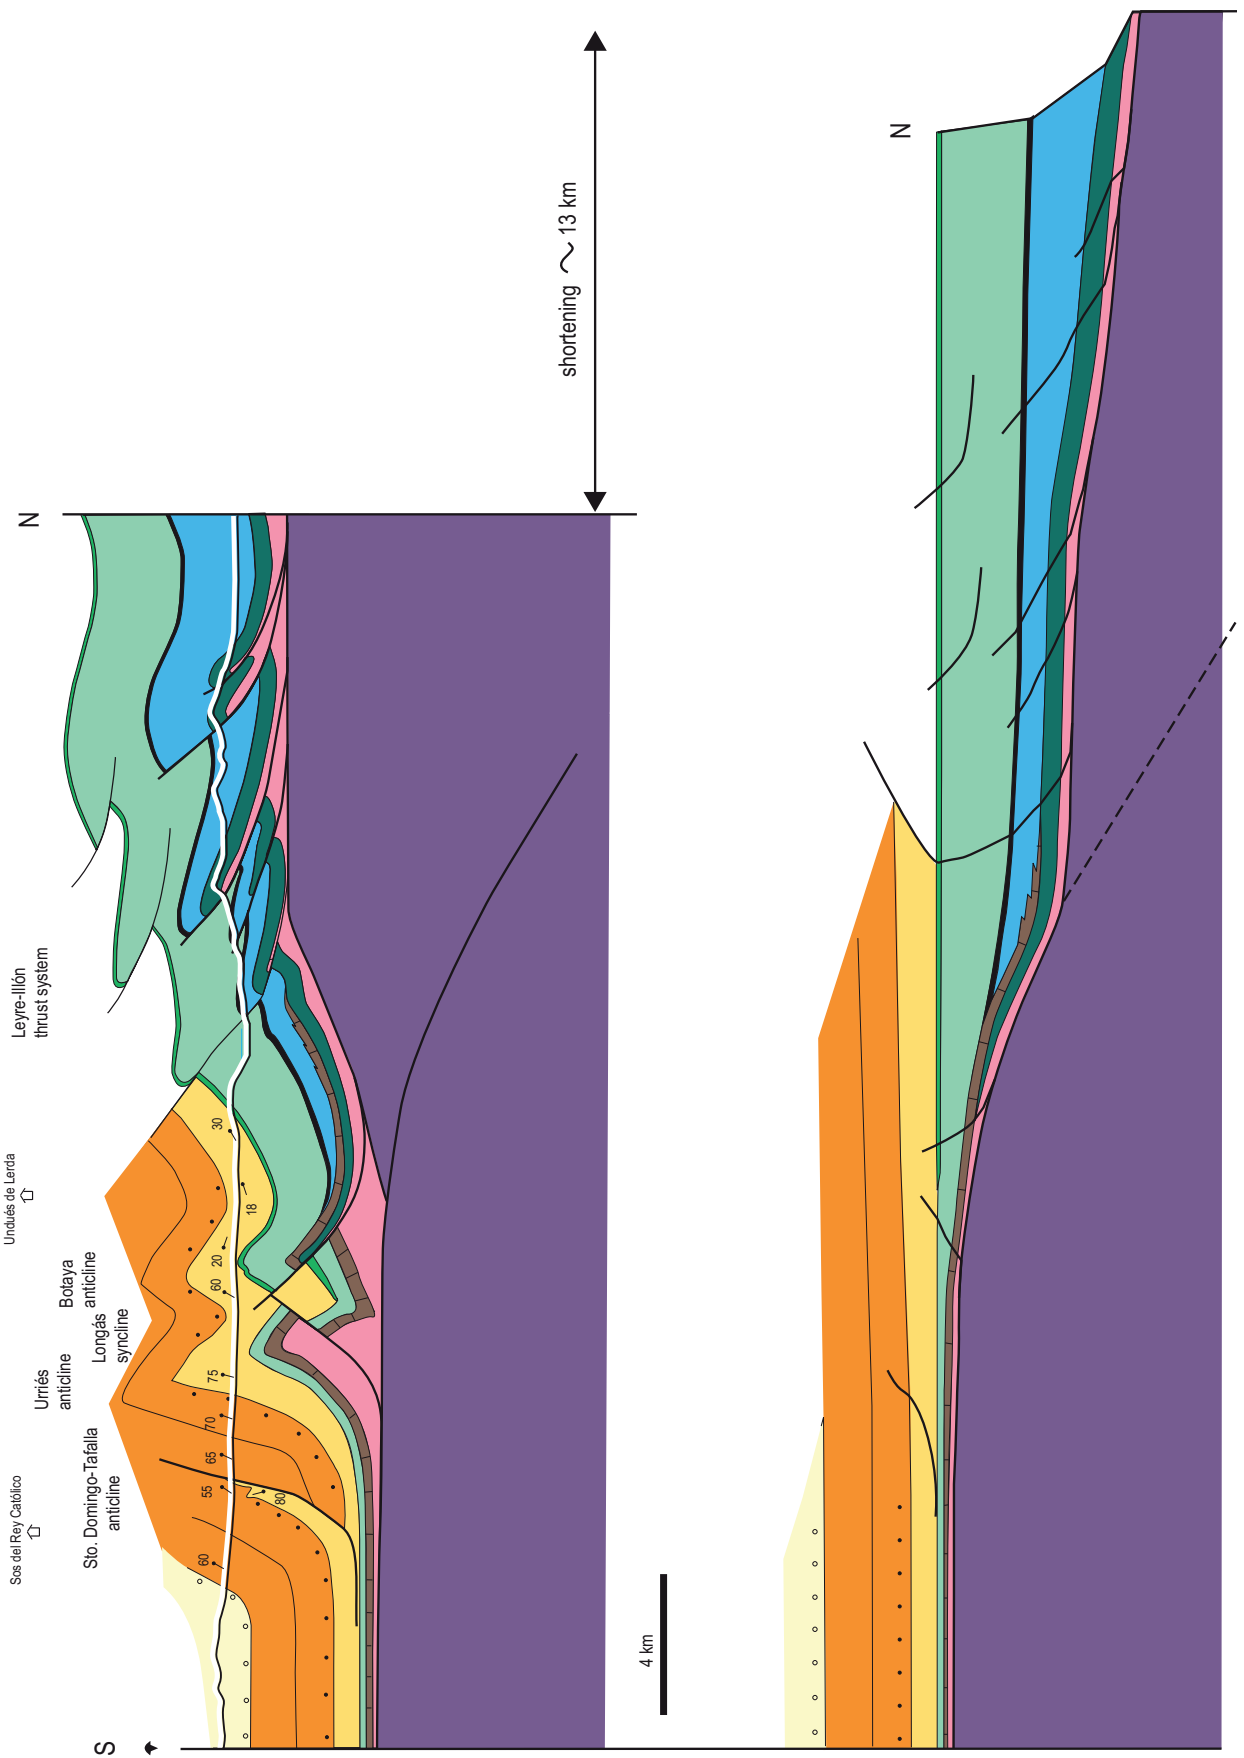 S
N
Sos del Rey Católico
Undués de Lerda
Sto. Domingo-Tafalla
anticline
Urriés
anticline
Longás
syncline
Botaya
anticline
Leyre-Illón
thrust system
60
55
65
70
75
60
20
30
80
18
4 km
shortening ~ 13 km
N